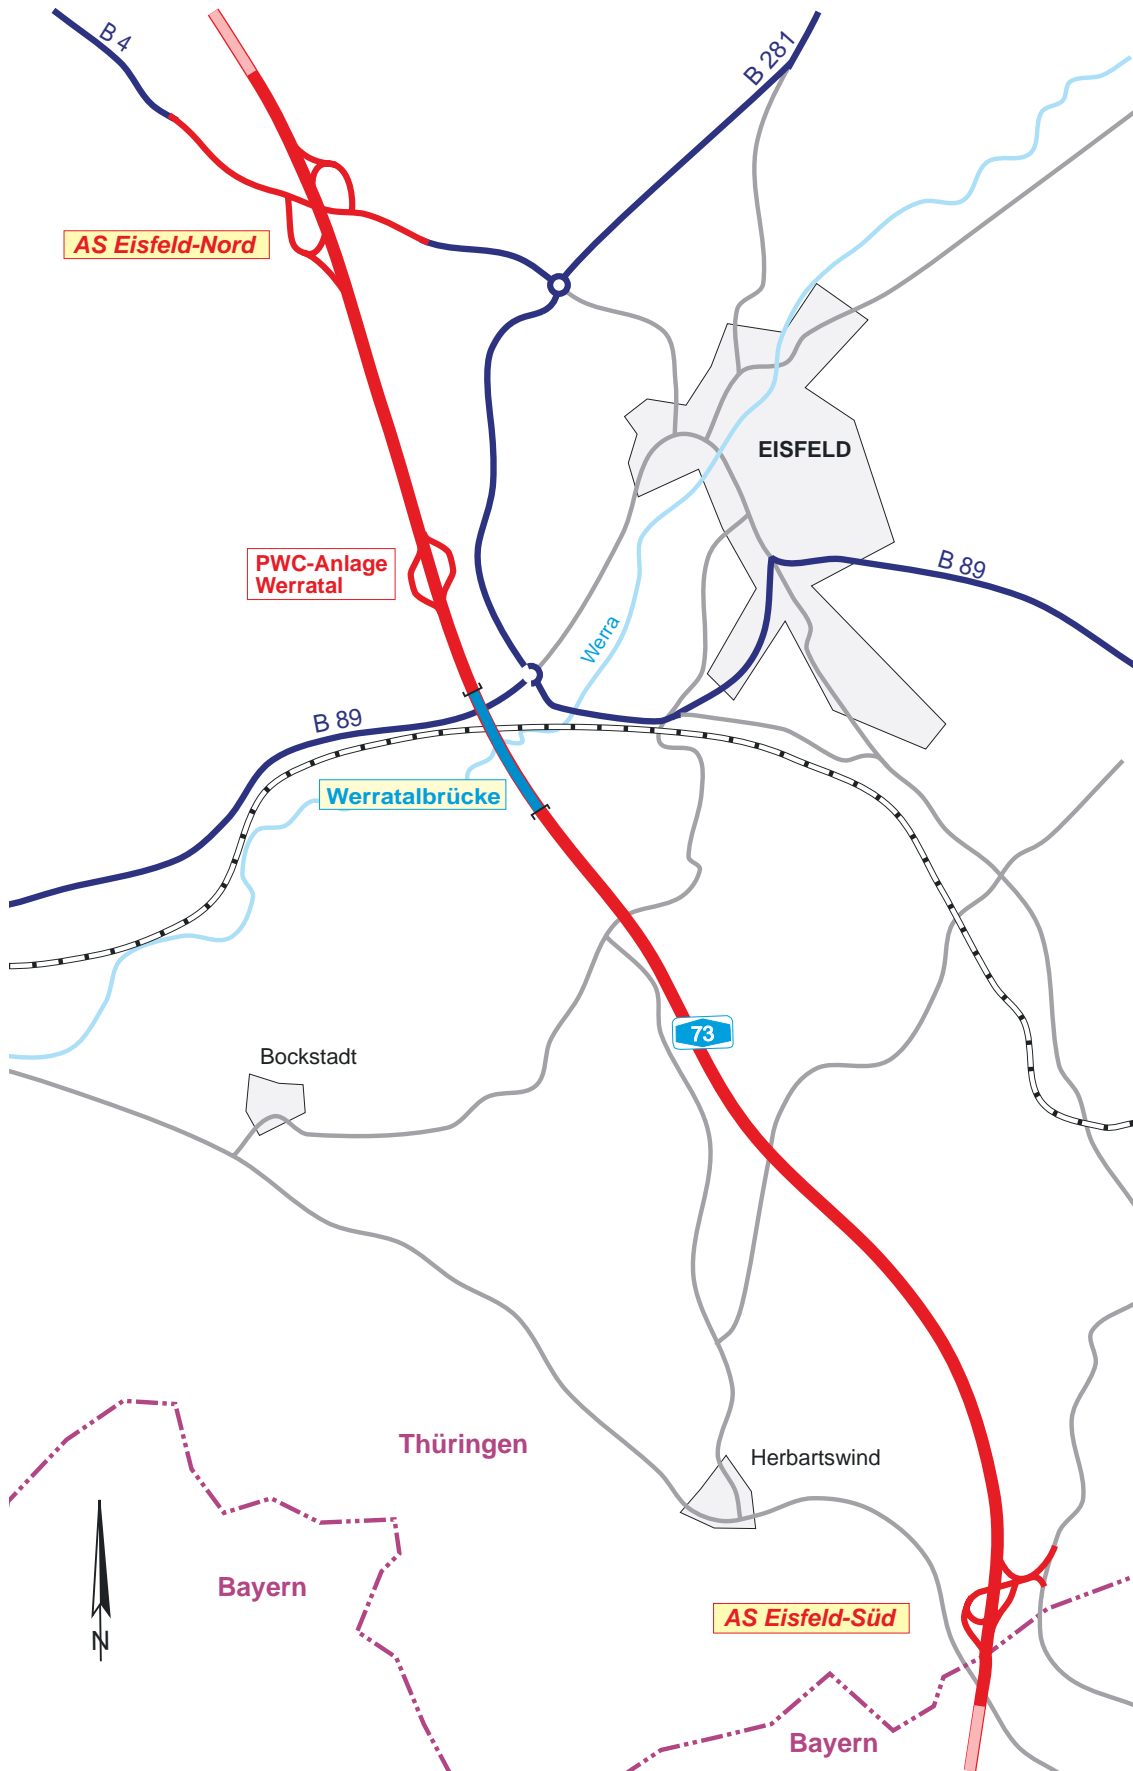 B 4
B 281
AS Eisfeld-Nord
EISFELD
PWC-Anlage
Werratal
B 89
Werra
B 89
Werratalbrücke
73
Bockstadt
Thüringen
Herbartswind
Bayern
AS Eisfeld-Süd
N
Bayern